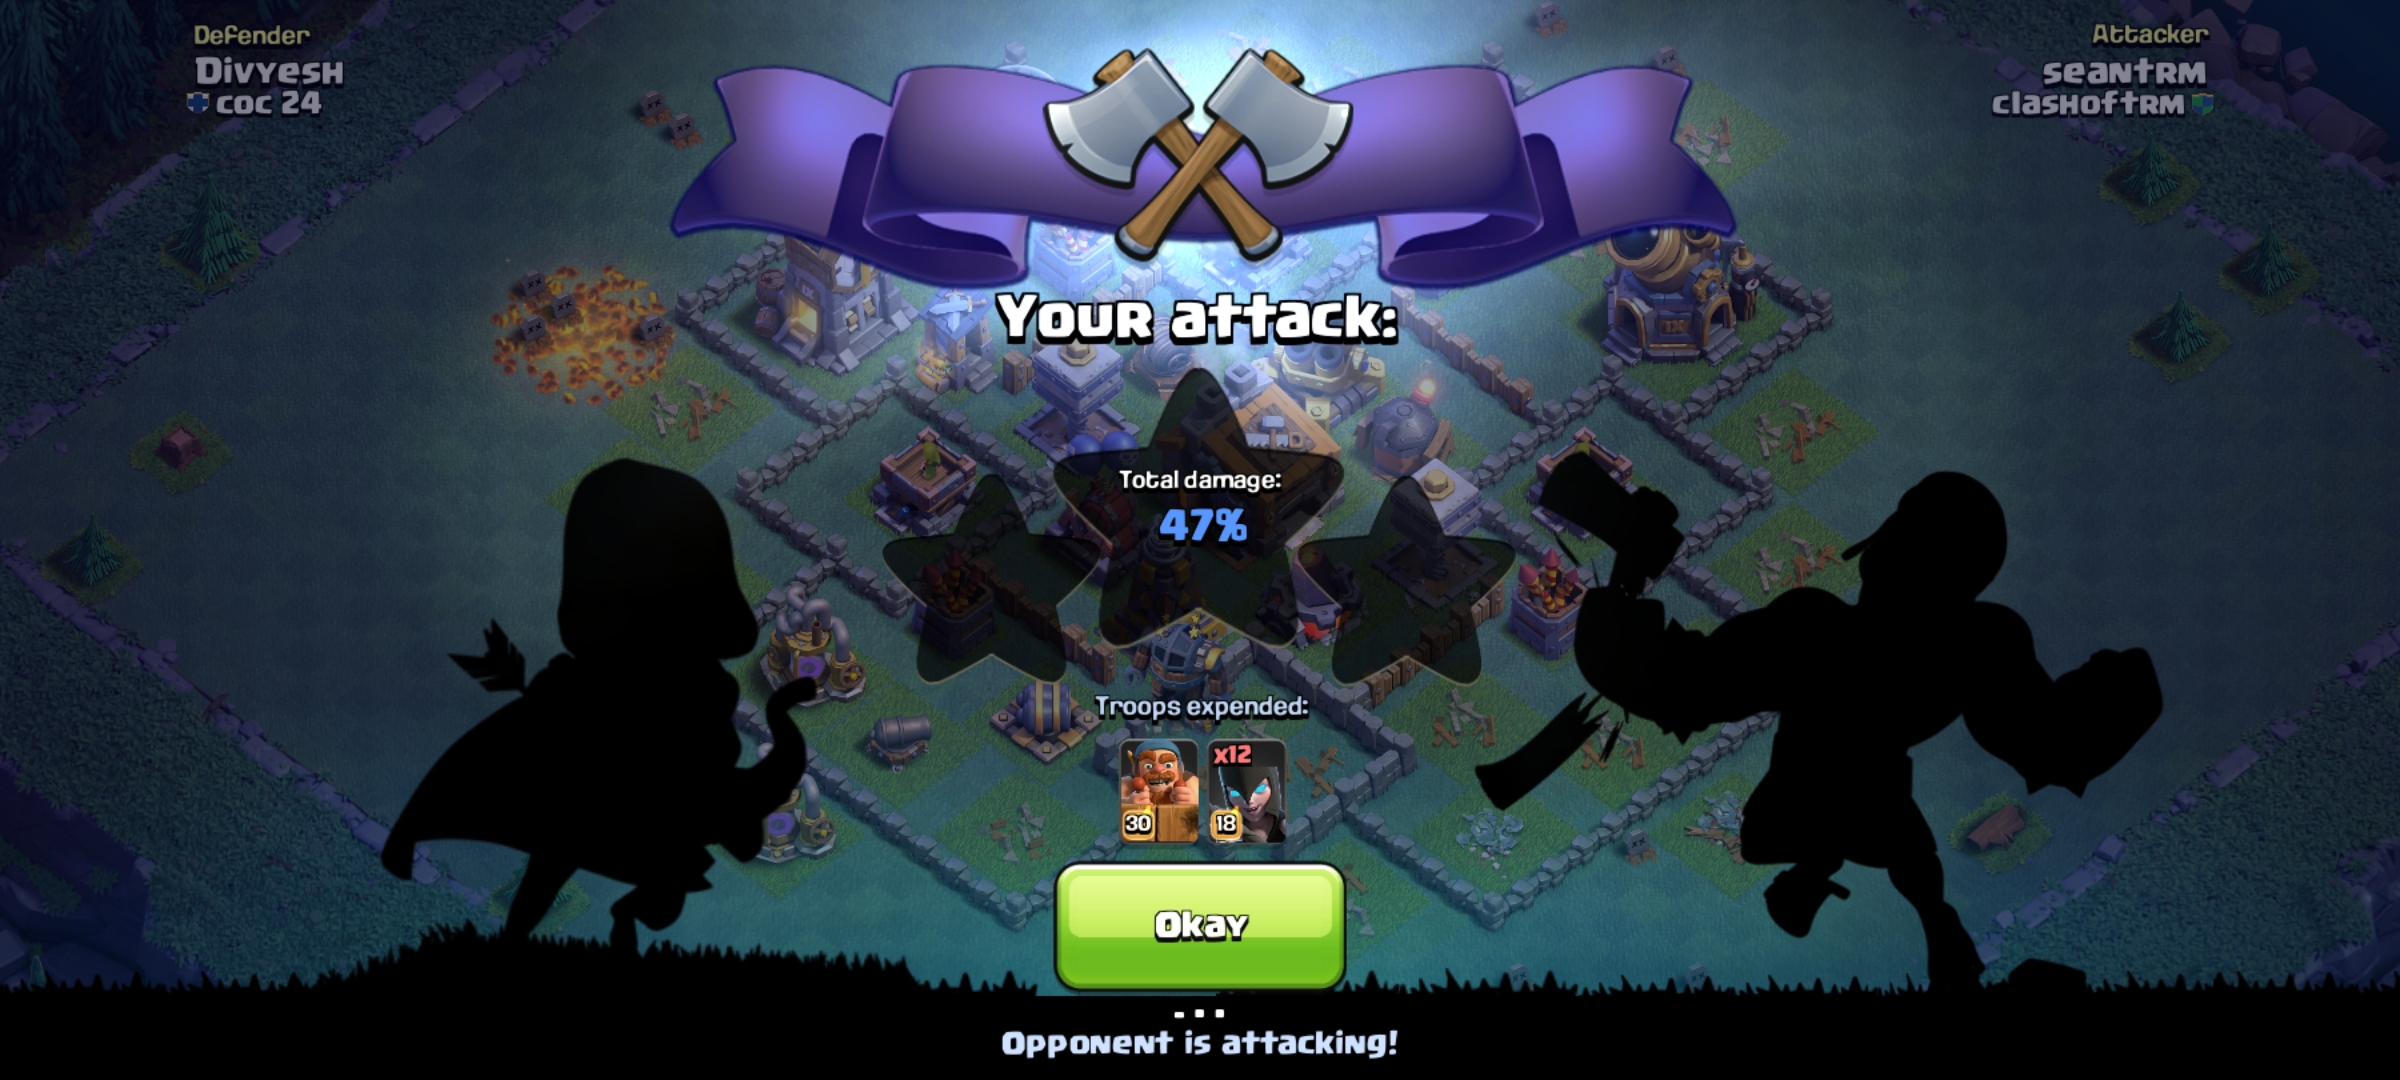 Defender
Divyesh
coc 24
Attacker
seantRM
clashoftRM
Your attack:
Total damage:
47%
Troops expended:
x12
30
18
Okay
...
Opponent is attacking!